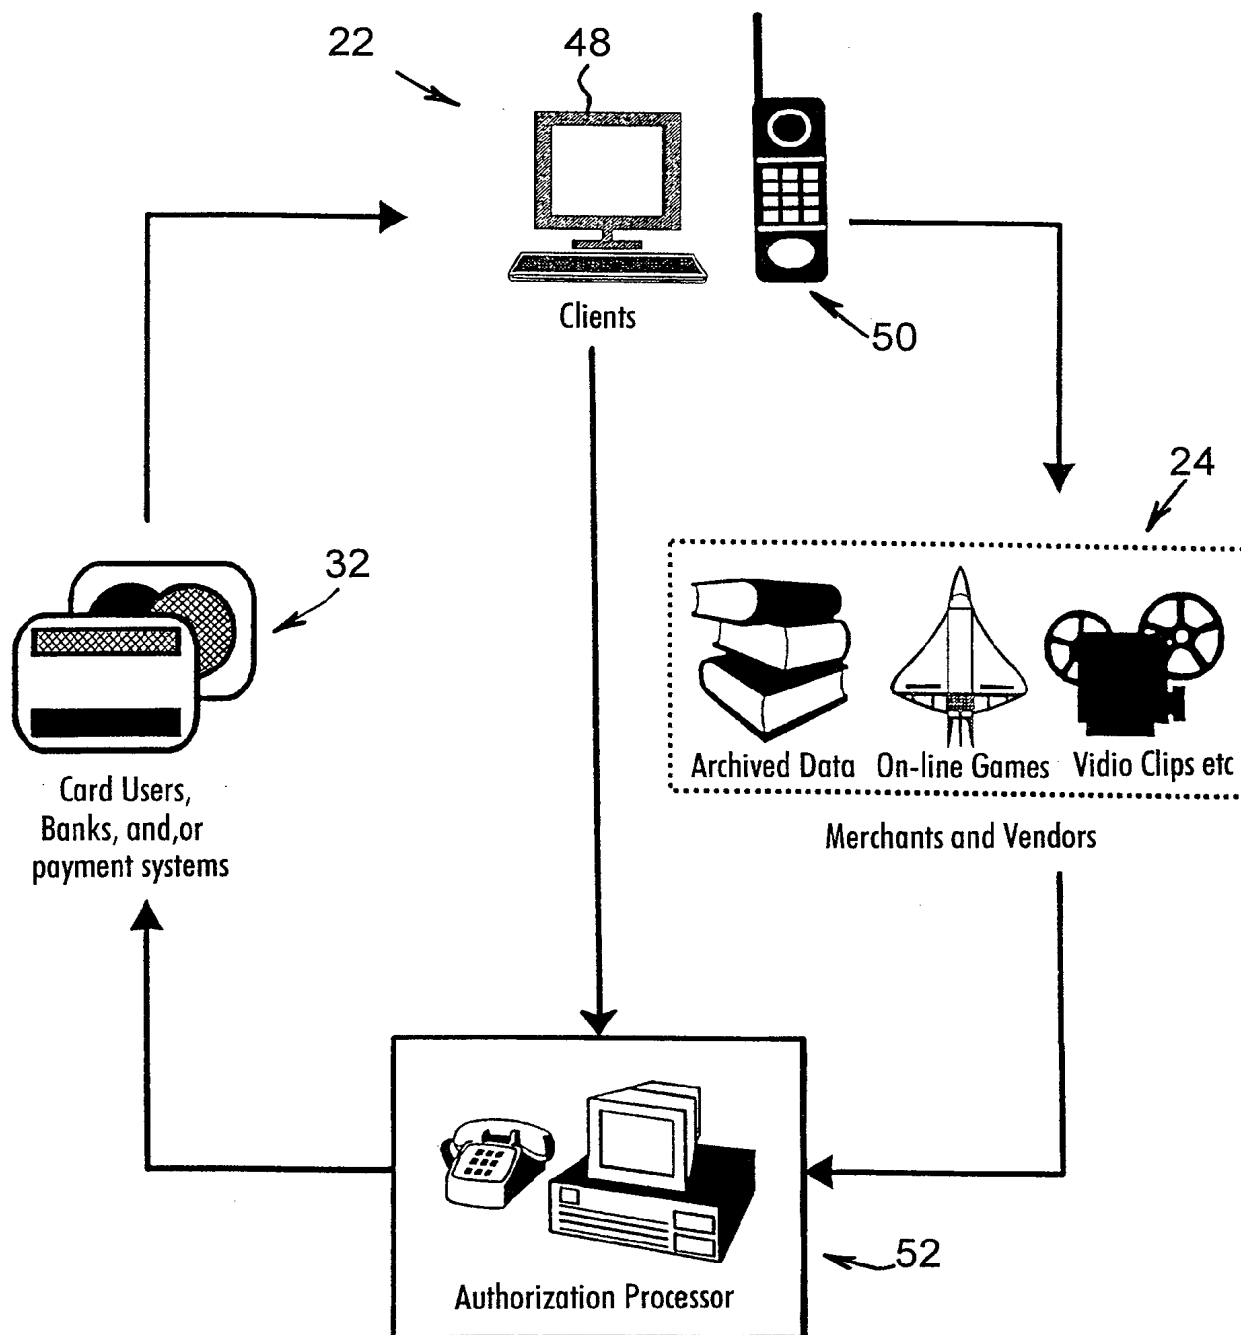 22
48
50
Clients
24
32
Archived Data
On-line Games
Vidio Clips etc
Card Users,
Banks, and,or
payment systems
Merchants and Vendors
52
Authorization Processor